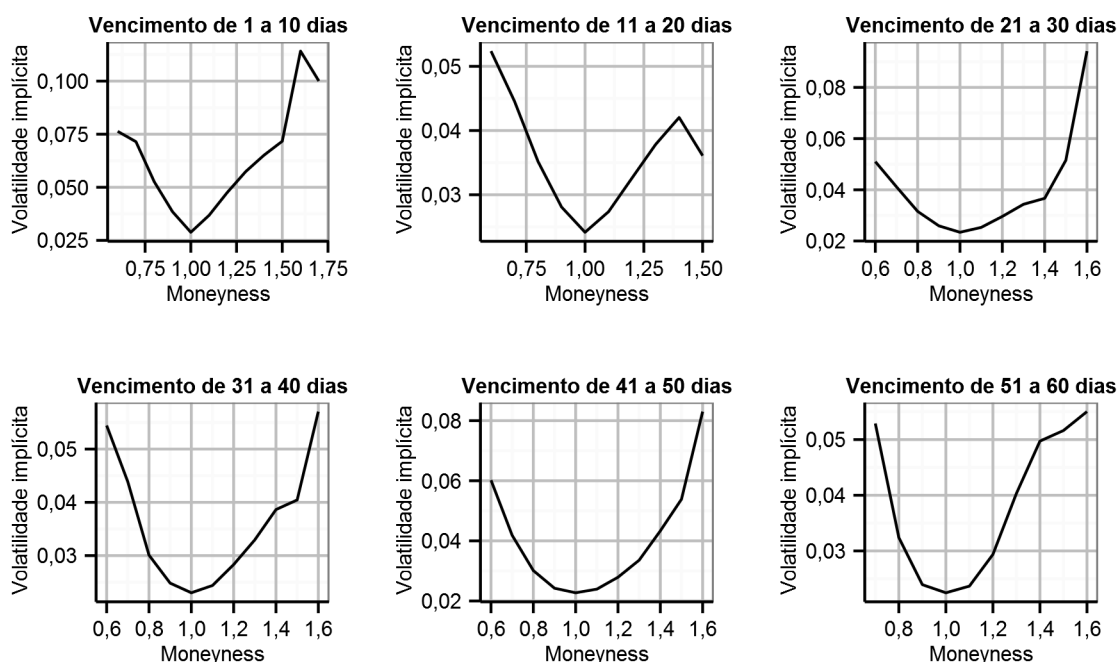 Vencimento de 1 a 10 dias
Volatilidade implícita
0,100
0,075
0,050
0,025
0,75 1,00 1,25 1,50 1,75
Moneyness
Vencimento de 11 a 20 dias
Volatilidade implícita
0,05
0,04
0,03
0,75 1,00 1,25 1,50
Moneyness
Vencimento de 21 a 30 dias
Volatilidade implícita
0,08
0,06
0,04
0,02
0,6 0,8 1,0 1,2 1,4 1,6
Moneyness
Vencimento de 31 a 40 dias
Volatilidade implícita
0,05
0,04
0,03
0,6 0,8 1,0 1,2 1,4 1,6
Moneyness
Vencimento de 41 a 50 dias
Volatilidade implícita
0,08
0,06
0,04
0,02
0,6 0,8 1,0 1,2 1,4 1,6
Moneyness
Vencimento de 51 a 60 dias
Volatilidade implícita
0,05
0,04
0,03
0,8 1,0 1,2 1,4 1,6
Moneyness